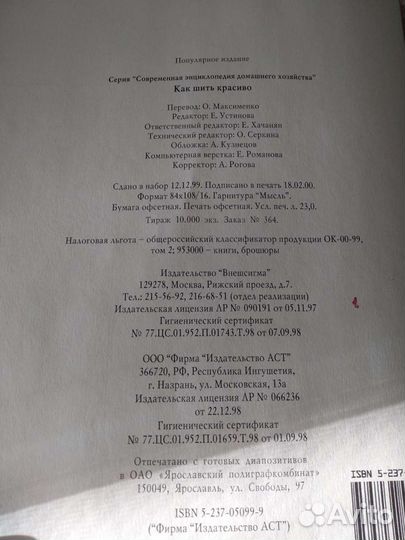 Популярное издание
Серия "Современная энциклопедия домашнего хозяйства"
Как шить красиво
Перевод: О. Максименко
Редактор: Е. Устинова
Ответственный редактор: Е. Хачанян
Технический редактор: О. Серкина
Обложка: А. Кузнецов
Компьютерная верстка: Е. Романова
Корректор: А. Рогова
Сдано в набор 12.12.99. Подписано в печать 18.02.00.
Формат 84х108/16. Гарнитура "Мысль".
Бумага офсетная. Печать офсетная. Усл. печ. л. 23,0.
Тираж 10.000 экз. Заказ № 364.
Налоговая льгота – общероссийский классификатор продукции ОК-00-99,
том 2; 953000 – книги, брошюры
Издательство "Внешсигма"
129278, Москва, Рижский проезд, д.7.
Тел.: 215-56-92, 216-68-51 (отдел реализации)
Издательская лицензия ЛР № 090191 от 05.11.97
Гигиенический сертификат
№ 77.ЦС.01.952.П.01743.Т.98 от 07.09.98
ООО "Фирма "Издательство АСТ"
366720, РФ, Республика Ингушетия,
г. Назрань, ул. Московская, 13а
Издательская лицензия ЛР № 066236
от 22.12.98
Гигиенический сертификат
№ 77.ЦС.01.952.П.01659.Т.98 от 01.09.98
Отпечатано с готовых диапозитивов
в ОАО «Ярославский полиграфкомбинат"
150049, Ярославль, ул. Свободы, 97
ISBN 5-237-05099-9
("Фирма "Издательство АСТ")
ISBN 5-237-
Avito